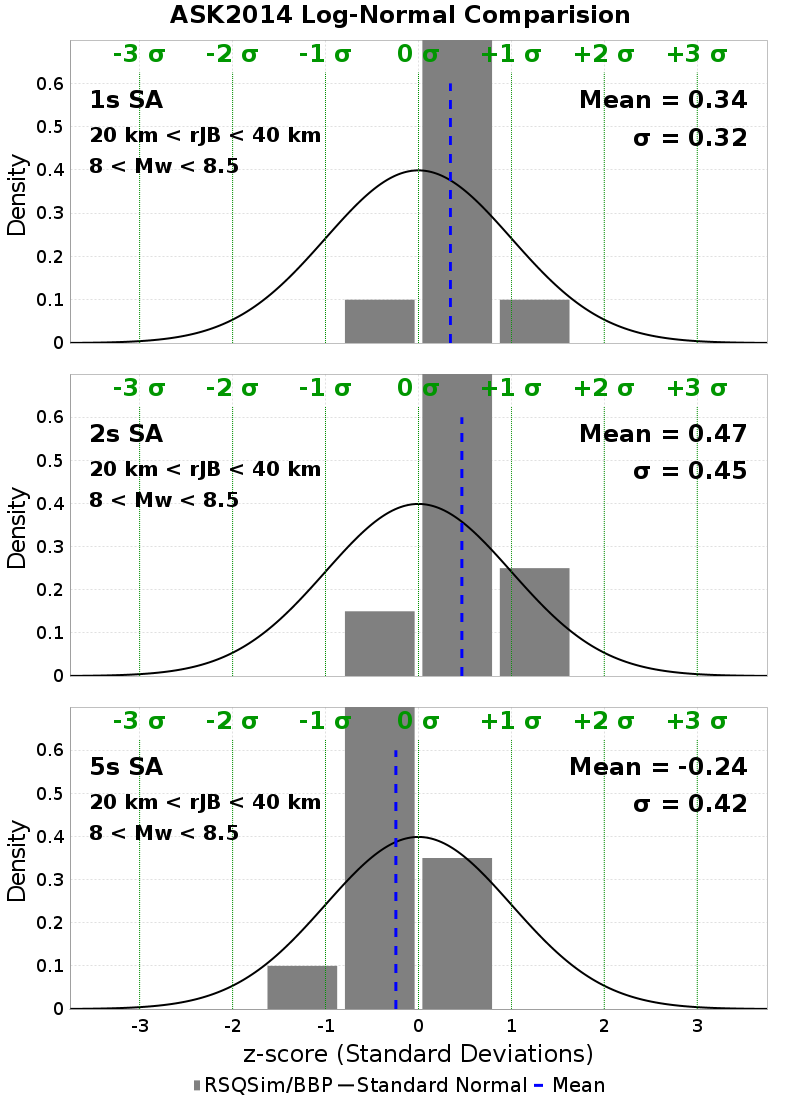 ASK2014 Log-Normal Comparision
-3 σ -2 σ -1 σ 0 σ +1 σ +2 σ +3 σ
1s SA
Mean = 0.34
20 km < rJB < 40 km
σ = 0.32
8 < Mw < 8.5
Density
0.6
0.5
0.4
0.3
0.2
0.1
0
-3 σ -2 σ -1 σ 0 σ +1 σ +2 σ +3 σ
2s SA
Mean = 0.47
20 km < rJB < 40 km
σ = 0.45
8 < Mw < 8.5
Density
0.6
0.5
0.4
0.3
0.2
0.1
0
-3 σ -2 σ -1 σ 0 σ +1 σ +2 σ +3 σ
5s SA
Mean = -0.24
20 km < rJB < 40 km
σ = 0.42
8 < Mw < 8.5
Density
0.6
0.5
0.4
0.3
0.2
0.1
0
-3 -2 -1 0 1 2 3
z-score (Standard Deviations)
RSQSim/BBP Standard Normal Mean